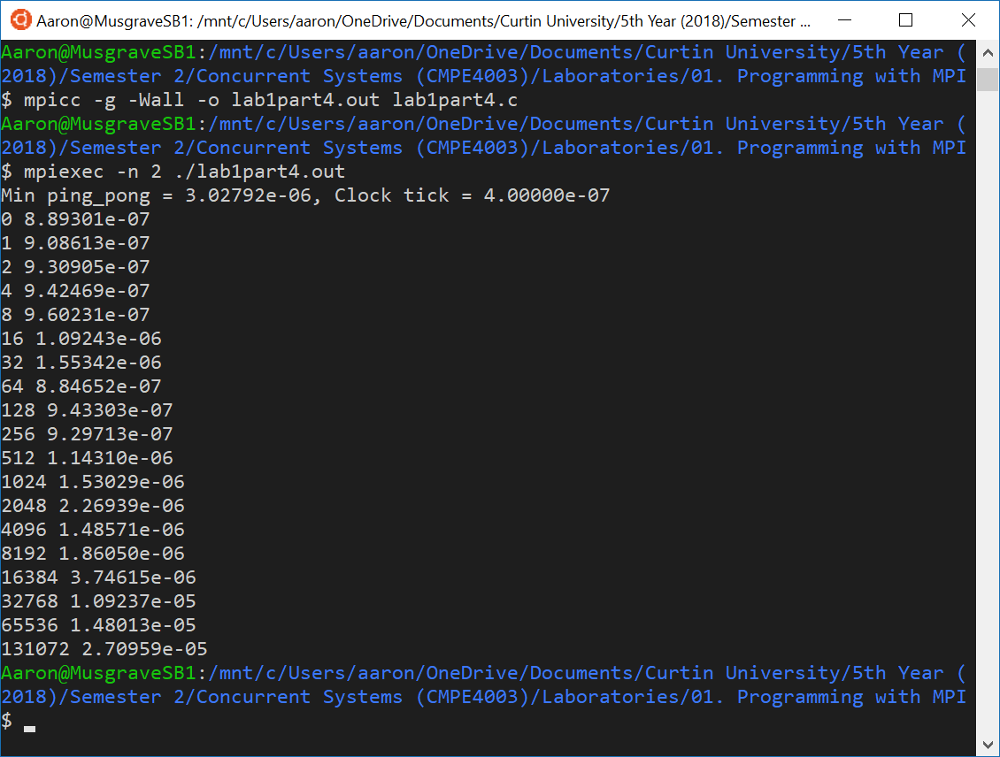 Aaron@MusgraveSB1: /mnt/c/Users/aaron/OneDrive/Documents/Curtin University/5th Year (2018)/Semester ...
Aaron@MusgraveSB1:/mnt/c/Users/aaron/OneDrive/Documents/Curtin University/5th Year (
2018)/Semester 2/Concurrent Systems (CMPE4003)/Laboratories/01. Programming with MPI
$ mpicc -g -Wall -o lab1part4.out lab1part4.c
Aaron@MusgraveSB1:/mnt/c/Users/aaron/OneDrive/Documents/Curtin University/5th Year (
2018)/Semester 2/Concurrent Systems (CMPE4003)/Laboratories/01. Programming with MPI
$ mpiexec -n 2 ./lab1part4.out
Min ping_pong = 3.02792e-06, Clock tick = 4.00000e-07
0 8.89301e-07
1 9.08613e-07
2 9.30905e-07
4 9.42469e-07
8 9.60231e-07
16 1.09243e-06
32 1.55342e-06
64 8.84652e-07
128 9.43303e-07
256 9.29713e-07
512 1.14310e-06
1024 1.53029e-06
2048 2.26939e-06
4096 1.48571e-06
8192 1.86050e-06
16384 3.74615e-06
32768 1.09237e-05
65536 1.48013e-05
131072 2.70959e-05
Aaron@MusgraveSB1:/mnt/c/Users/aaron/OneDrive/Documents/Curtin University/5th Year (
2018)/Semester 2/Concurrent Systems (CMPE4003)/Laboratories/01. Programming with MPI
$